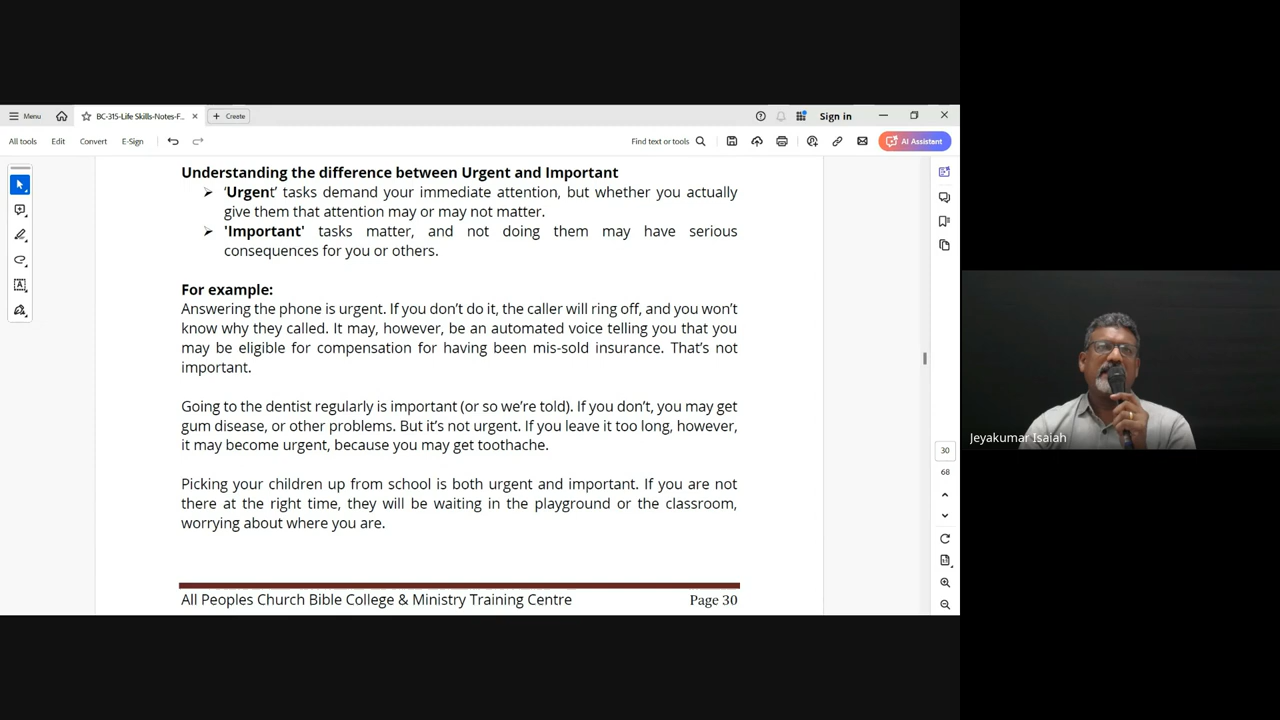 Menu
BC-315-Life Skills-Notes-F...
Create
Sign in
All tools
Edit
Convert
E-Sign
Find text or tools
AI Assistant
Understanding the difference between Urgent and Important
‘Urgent’ tasks demand your immediate attention, but whether you actually
give them that attention may or may not matter.
'Important' tasks matter, and not doing them may have serious
consequences for you or others.
For example:
Answering the phone is urgent. If you don’t do it, the caller will ring off, and you won’t
know why they called. It may, however, be an automated voice telling you that you
may be eligible for compensation for having been mis-sold insurance. That’s not
important.
Going to the dentist regularly is important (or so we’re told). If you don’t, you may get
gum disease, or other problems. But it’s not urgent. If you leave it too long, however,
it may become urgent, because you may get toothache.
Picking your children up from school is both urgent and important. If you are not
there at the right time, they will be waiting in the playground or the classroom,
worrying about where you are.
All Peoples Church Bible College & Ministry Training Centre Page 30
30
68
Jeyakumar Isaiah